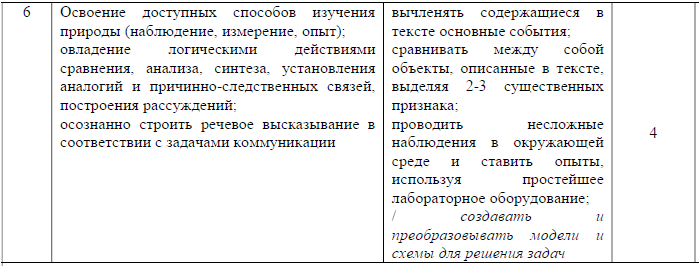 6
Освоение доступных способов изучения
природы (наблюдение, измерение, опыт);
овладение логическими действиями
сравнения, анализа, синтеза, установления
аналогий и причинно-следственных связей,
построения рассуждений;
осознанно строить речевое высказывание в
соответствии с задачами коммуникации
вычленять содержащиеся в
тексте основные события;
сравнивать между собой
объекты, описанные в тексте,
выделяя 2-3 существенных
признака;
проводить несложные
наблюдения в окружающей
среде и ставить опыты,
используя простейшее
лабораторное оборудование;
/ создавать и
преобразовывать модели и
схемы для решения задач
4